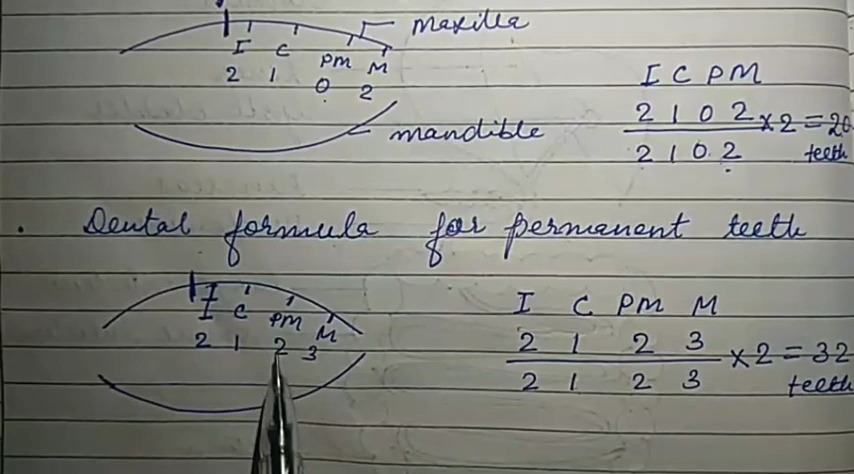 maxilla
I C PM M
2 1 0 2
mandible
I C PM
2 1 0 2 ×2 = 20
2 1 0 2 teeth
. Dental formula for permanent teeth
I C PM M
2 1 2 3
I C PM M
2 1 2 3 ×2 = 32
2 1 2 3 teeth